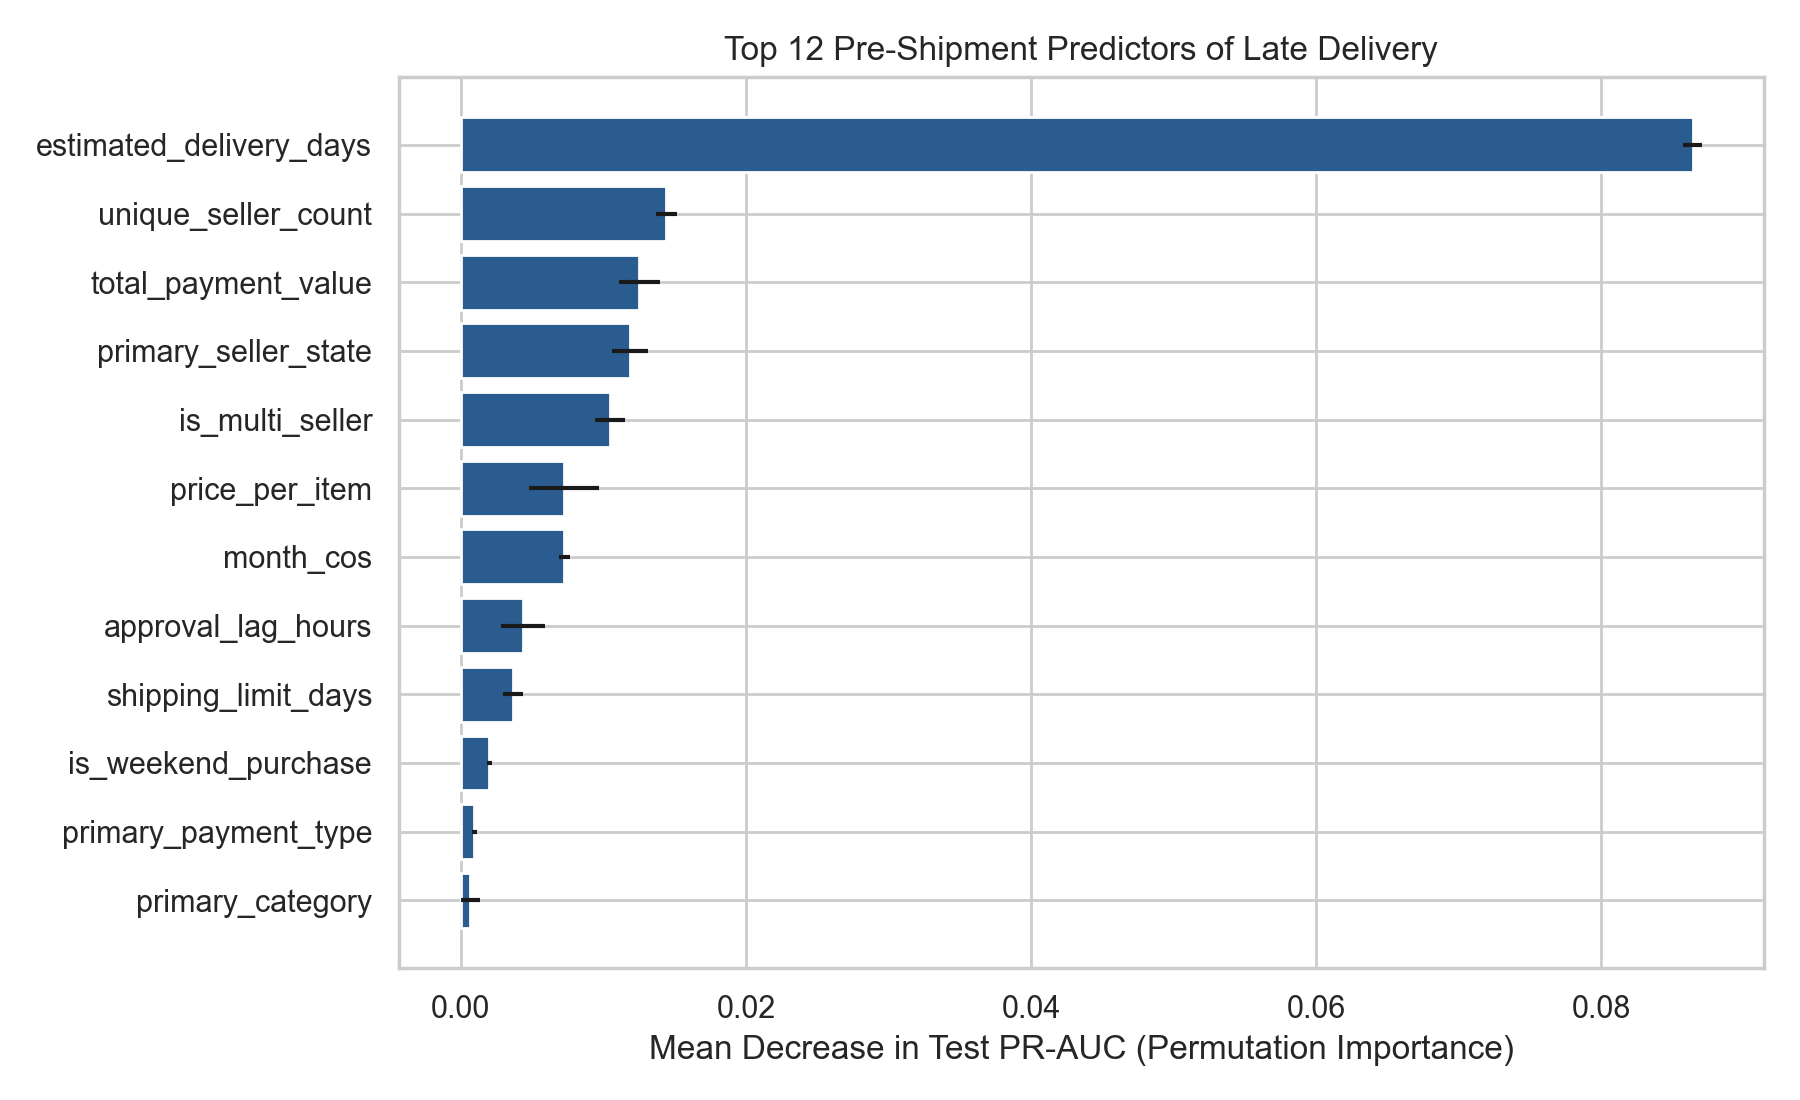 Top 12 Pre-Shipment Predictors of Late Delivery
estimated_delivery_days
unique_seller_count
total_payment_value
primary_seller_state
is_multi_seller
price_per_item
month_cos
approval_lag_hours
shipping_limit_days
is_weekend_purchase
primary_payment_type
primary_category
0.00 0.02 0.04 0.06 0.08
Mean Decrease in Test PR-AUC (Permutation Importance)